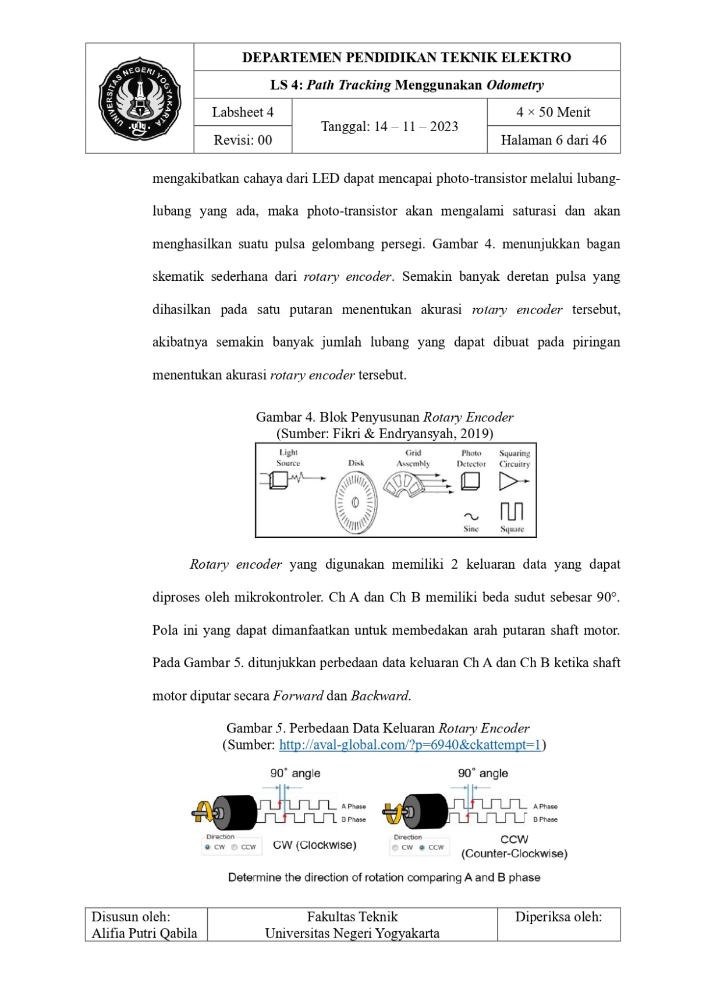 UNIVERSITAS NEGERI YOGYAKARTA
uny
DEPARTEMEN PENDIDIKAN TEKNIK ELEKTRO
LS 4: Path Tracking Menggunakan Odometry
Labsheet 4
Tanggal: 14 – 11 – 2023
4 × 50 Menit
Revisi: 00
Halaman 6 dari 46
mengakibatkan cahaya dari LED dapat mencapai photo-transistor melalui lubang-
lubang yang ada, maka photo-transistor akan mengalami saturasi dan akan
menghasilkan suatu pulsa gelombang persegi. Gambar 4. menunjukkan bagan
skematik sederhana dari rotary encoder. Semakin banyak deretan pulsa yang
dihasilkan pada satu putaran menentukan akurasi rotary encoder tersebut,
akibatnya semakin banyak jumlah lubang yang dapat dibuat pada piringan
menentukan akurasi rotary encoder tersebut.
Gambar 4. Blok Penyusunan Rotary Encoder
(Sumber: Fikri & Endryansyah, 2019)
Light
Source
Disk
Grid
Assembly
Photo
Detector
Squaring
Circuitry
Sine
Square
Rotary encoder yang digunakan memiliki 2 keluaran data yang dapat
diproses oleh mikrokontroler. Ch A dan Ch B memiliki beda sudut sebesar 90°.
Pola ini yang dapat dimanfaatkan untuk membedakan arah putaran shaft motor.
Pada Gambar 5. ditunjukkan perbedaan data keluaran Ch A dan Ch B ketika shaft
motor diputar secara Forward dan Backward.
Gambar 5. Perbedaan Data Keluaran Rotary Encoder
(Sumber: http://aval-global.com/?p=6940&ckattempt=1)
90° angle
A Phase
B Phase
Direction
CW CCW
CW (Clockwise)
90° angle
A Phase
B Phase
Direction
CW CCW
CCW
(Counter-Clockwise)
Determine the direction of rotation comparing A and B phase
Disusun oleh:
Alifia Putri Qabila
Fakultas Teknik
Universitas Negeri Yogyakarta
Diperiksa oleh: